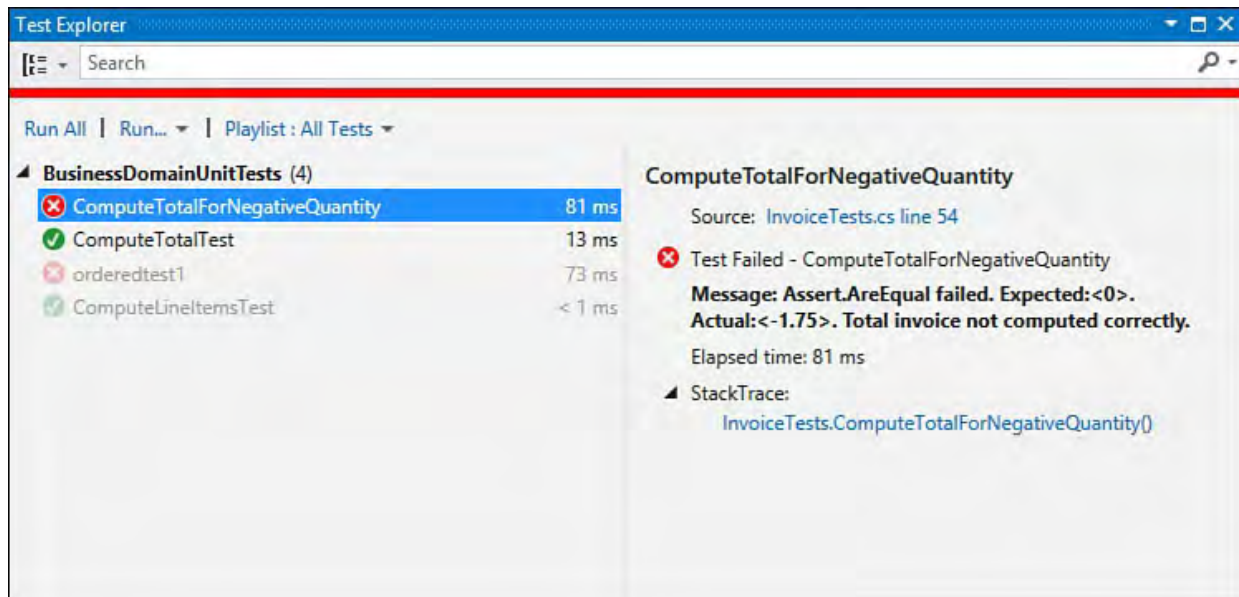 Test Explorer
Search
Run All | Run... | Playlist : All Tests
BusinessDomainUnitTests (4)
ComputeTotalForNegativeQuantity 81 ms
ComputeTotalTest 13 ms
orderedtest1 73 ms
ComputeLineItemsTest < 1 ms
ComputeTotalForNegativeQuantity
Source: InvoiceTests.cs line 54
Test Failed - ComputeTotalForNegativeQuantity
Message: Assert.AreEqual failed. Expected:<0>.
Actual:<-1.75>. Total invoice not computed correctly.
Elapsed time: 81 ms
StackTrace:
InvoiceTests.ComputeTotalForNegativeQuantity()